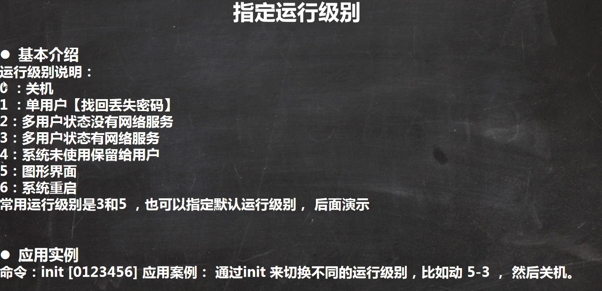 指定运行级别
● 基本介绍
运行级别说明：
0 ：关机
1 ：单用户【找回丢失密码】
2：多用户状态没有网络服务
3：多用户状态有网络服务
4：系统未使用保留给用户
5：图形界面
6：系统重启
常用运行级别是3和5 ，也可以指定默认运行级别， 后面演示
● 应用实例
命令：init [0123456] 应用案例： 通过init 来切换不同的运行级别，比如动 5-3 ， 然后关机。